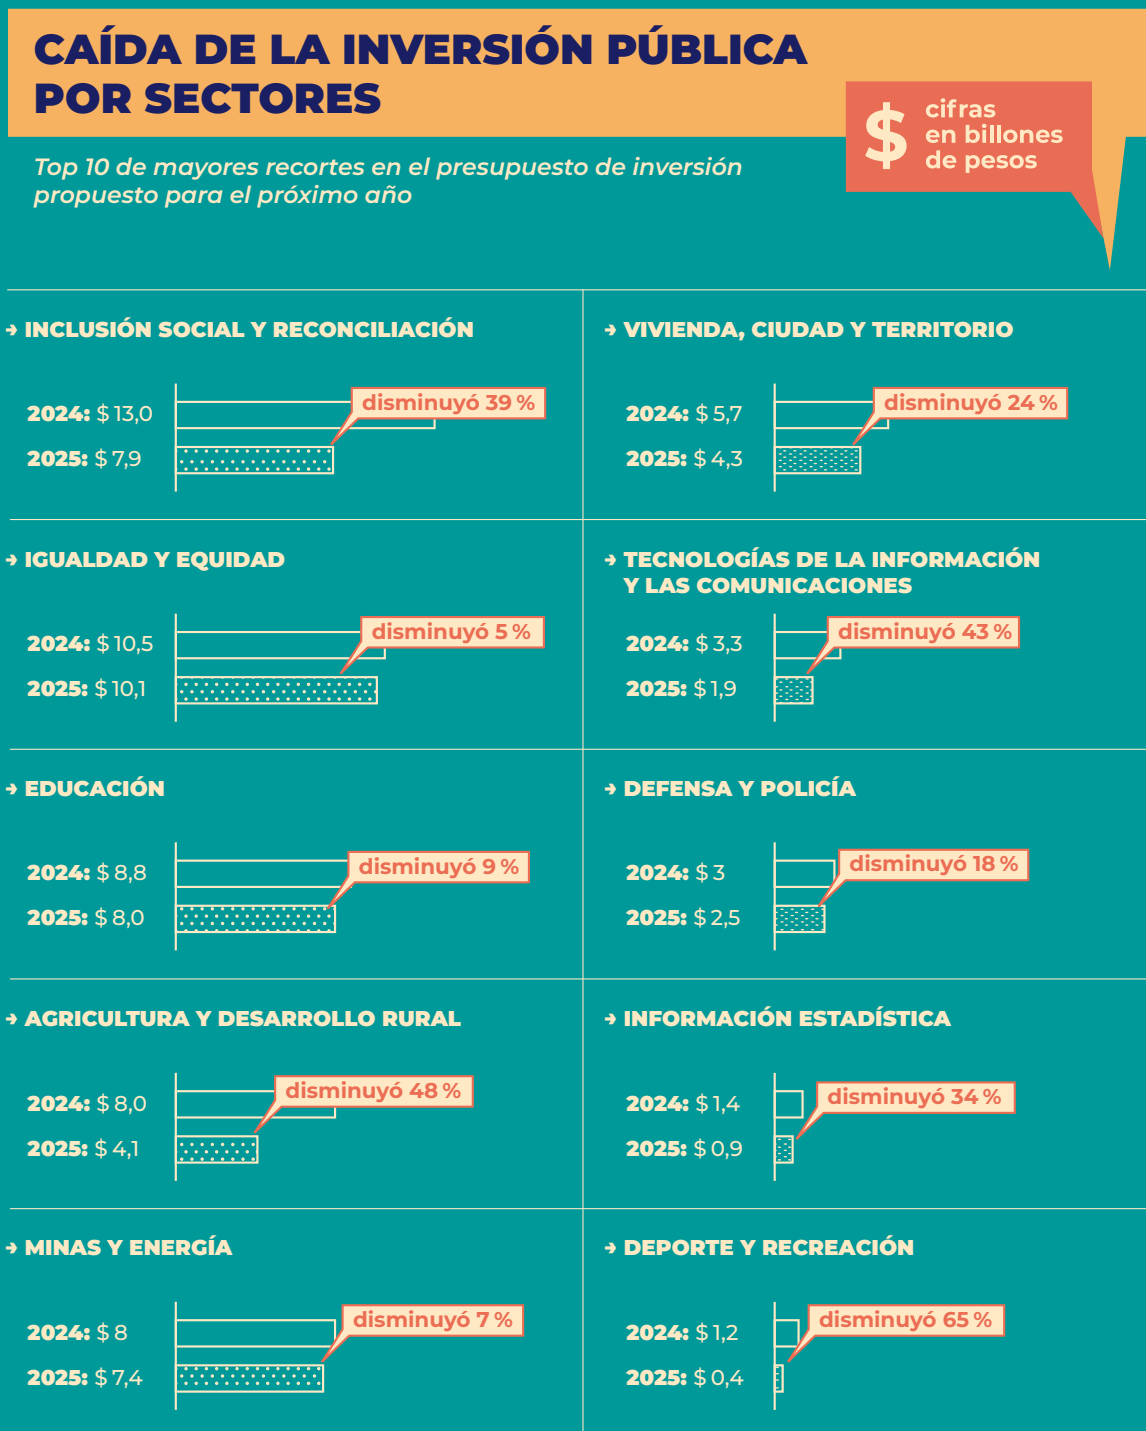 CAÍDA DE LA INVERSIÓN PÚBLICA
POR SECTORES
$ cifras
en billones
de pesos
Top 10 de mayores recortes en el presupuesto de inversión
propuesto para el próximo año
→ INCLUSIÓN SOCIAL Y RECONCILIACIÓN
2024: $ 13,0
disminuyó 39 %
2025: $ 7,9
→ IGUALDAD Y EQUIDAD
2024: $ 10,5
disminuyó 5 %
2025: $ 10,1
→ EDUCACIÓN
2024: $ 8,8
disminuyó 9 %
2025: $ 8,0
→ AGRICULTURA Y DESARROLLO RURAL
2024: $ 8,0
disminuyó 48 %
2025: $ 4,1
→ MINAS Y ENERGÍA
2024: $ 8
disminuyó 7 %
2025: $ 7,4
→ VIVIENDA, CIUDAD Y TERRITORIO
2024: $ 5,7
disminuyó 24 %
2025: $ 4,3
→ TECNOLOGÍAS DE LA INFORMACIÓN
Y LAS COMUNICACIONES
2024: $ 3,3
disminuyó 43 %
2025: $ 1,9
→ DEFENSA Y POLICÍA
2024: $ 3
disminuyó 18 %
2025: $ 2,5
→ INFORMACIÓN ESTADÍSTICA
2024: $ 1,4
disminuyó 34 %
2025: $ 0,9
→ DEPORTE Y RECREACIÓN
2024: $ 1,2
disminuyó 65 %
2025: $ 0,4